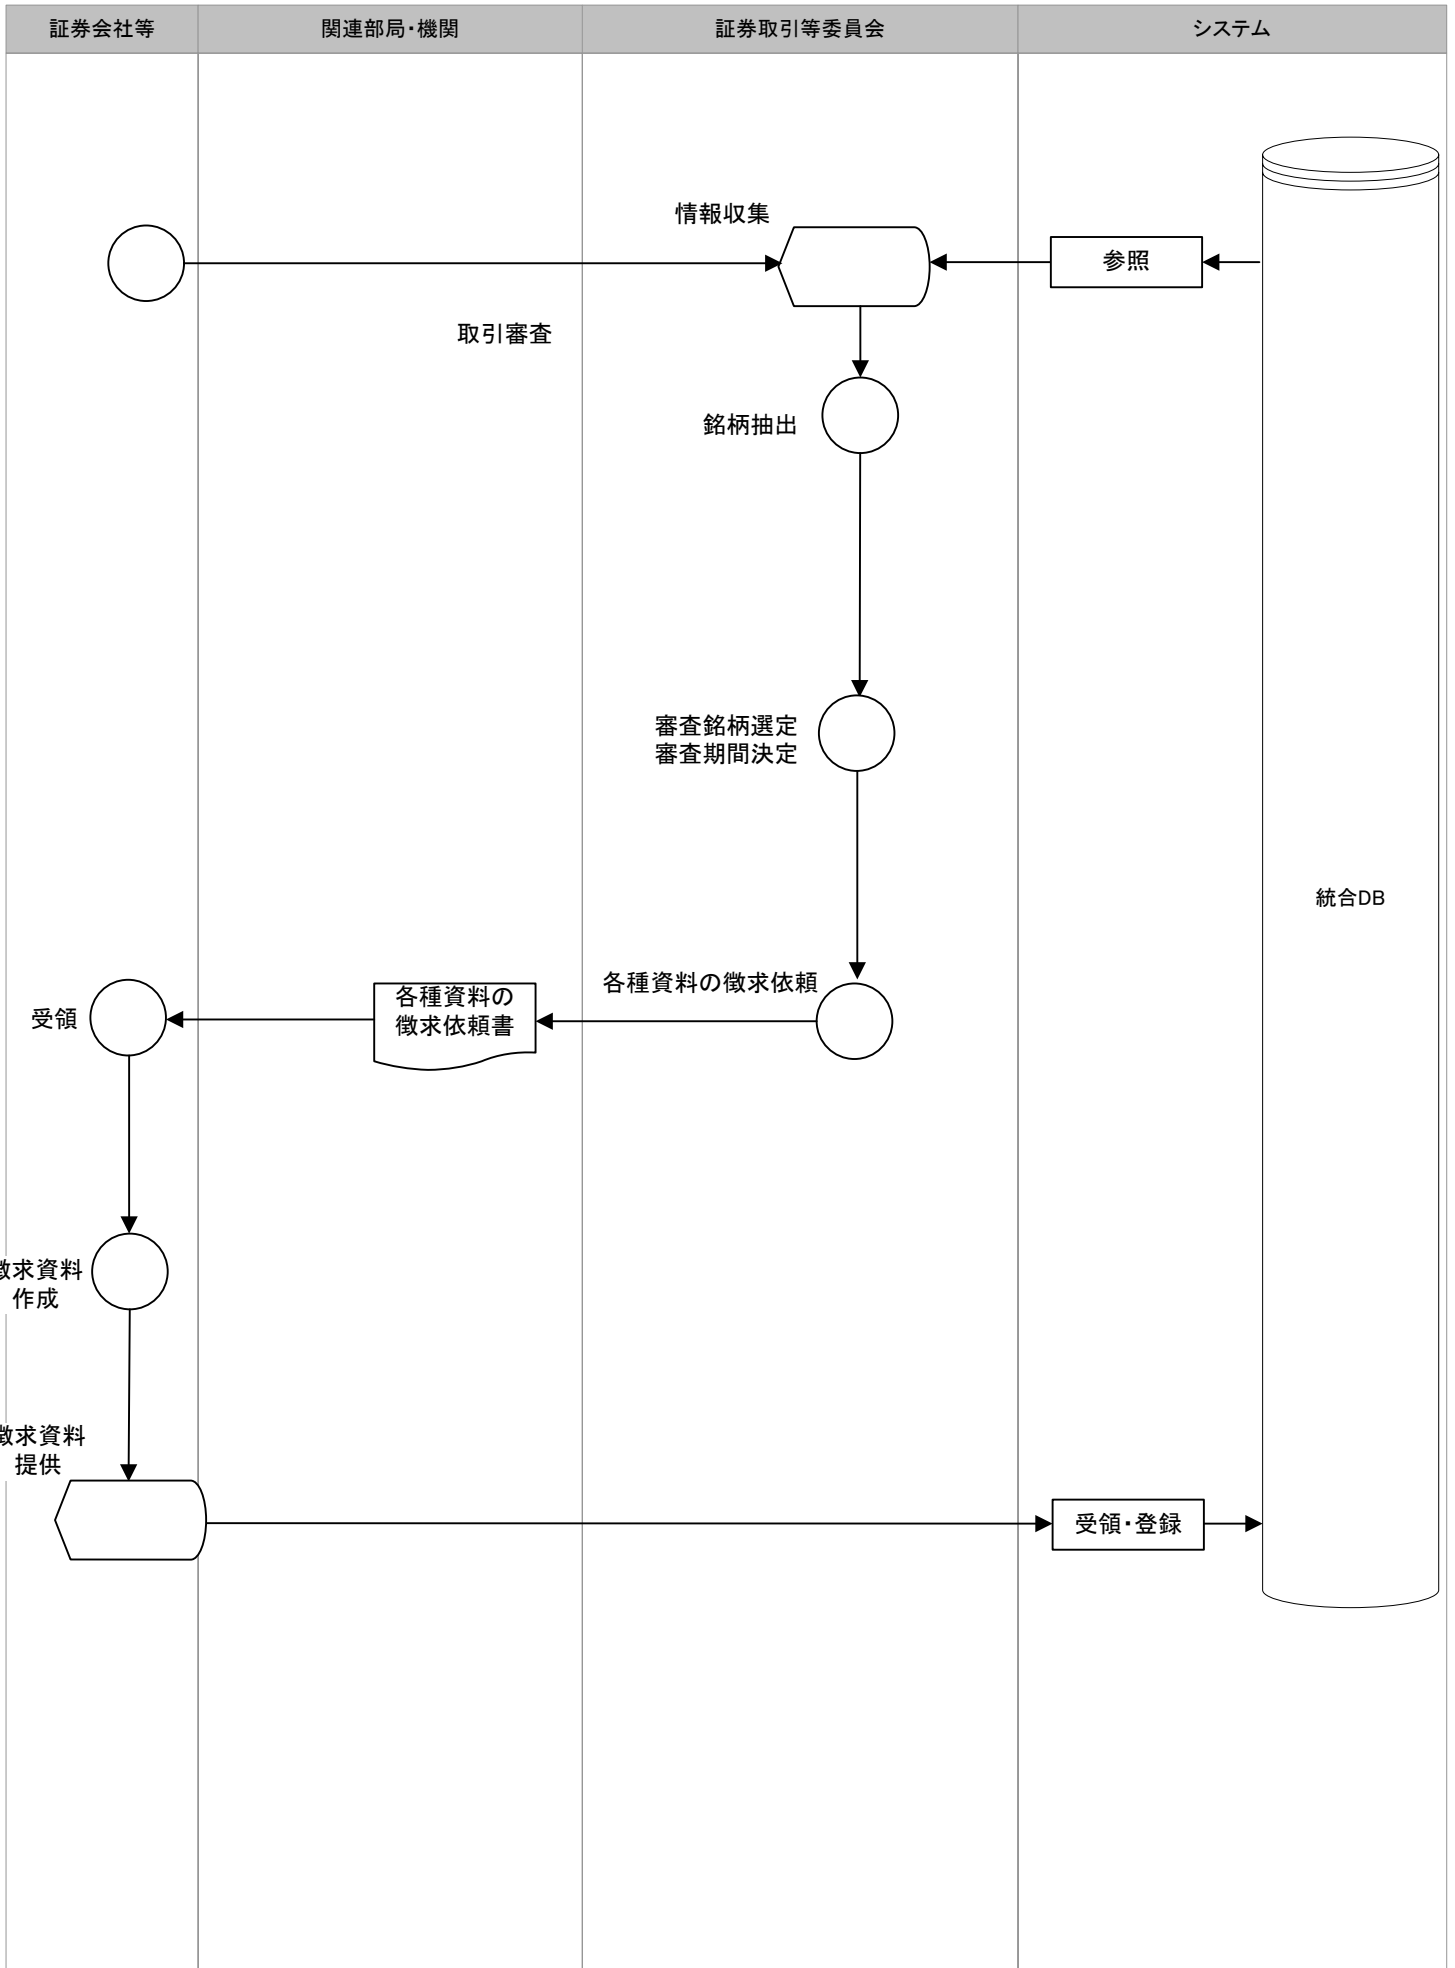 証券会社等
関連部局・機関
証券取引等委員会
システム
情報収集
参照
取引審査
銘柄抽出
審査銘柄選定
審査期間決定
統合DB
各種資料の徴求依頼
各種資料の
徴求依頼書
受領
徴求資料
作成
徴求資料
提供
受領・登録